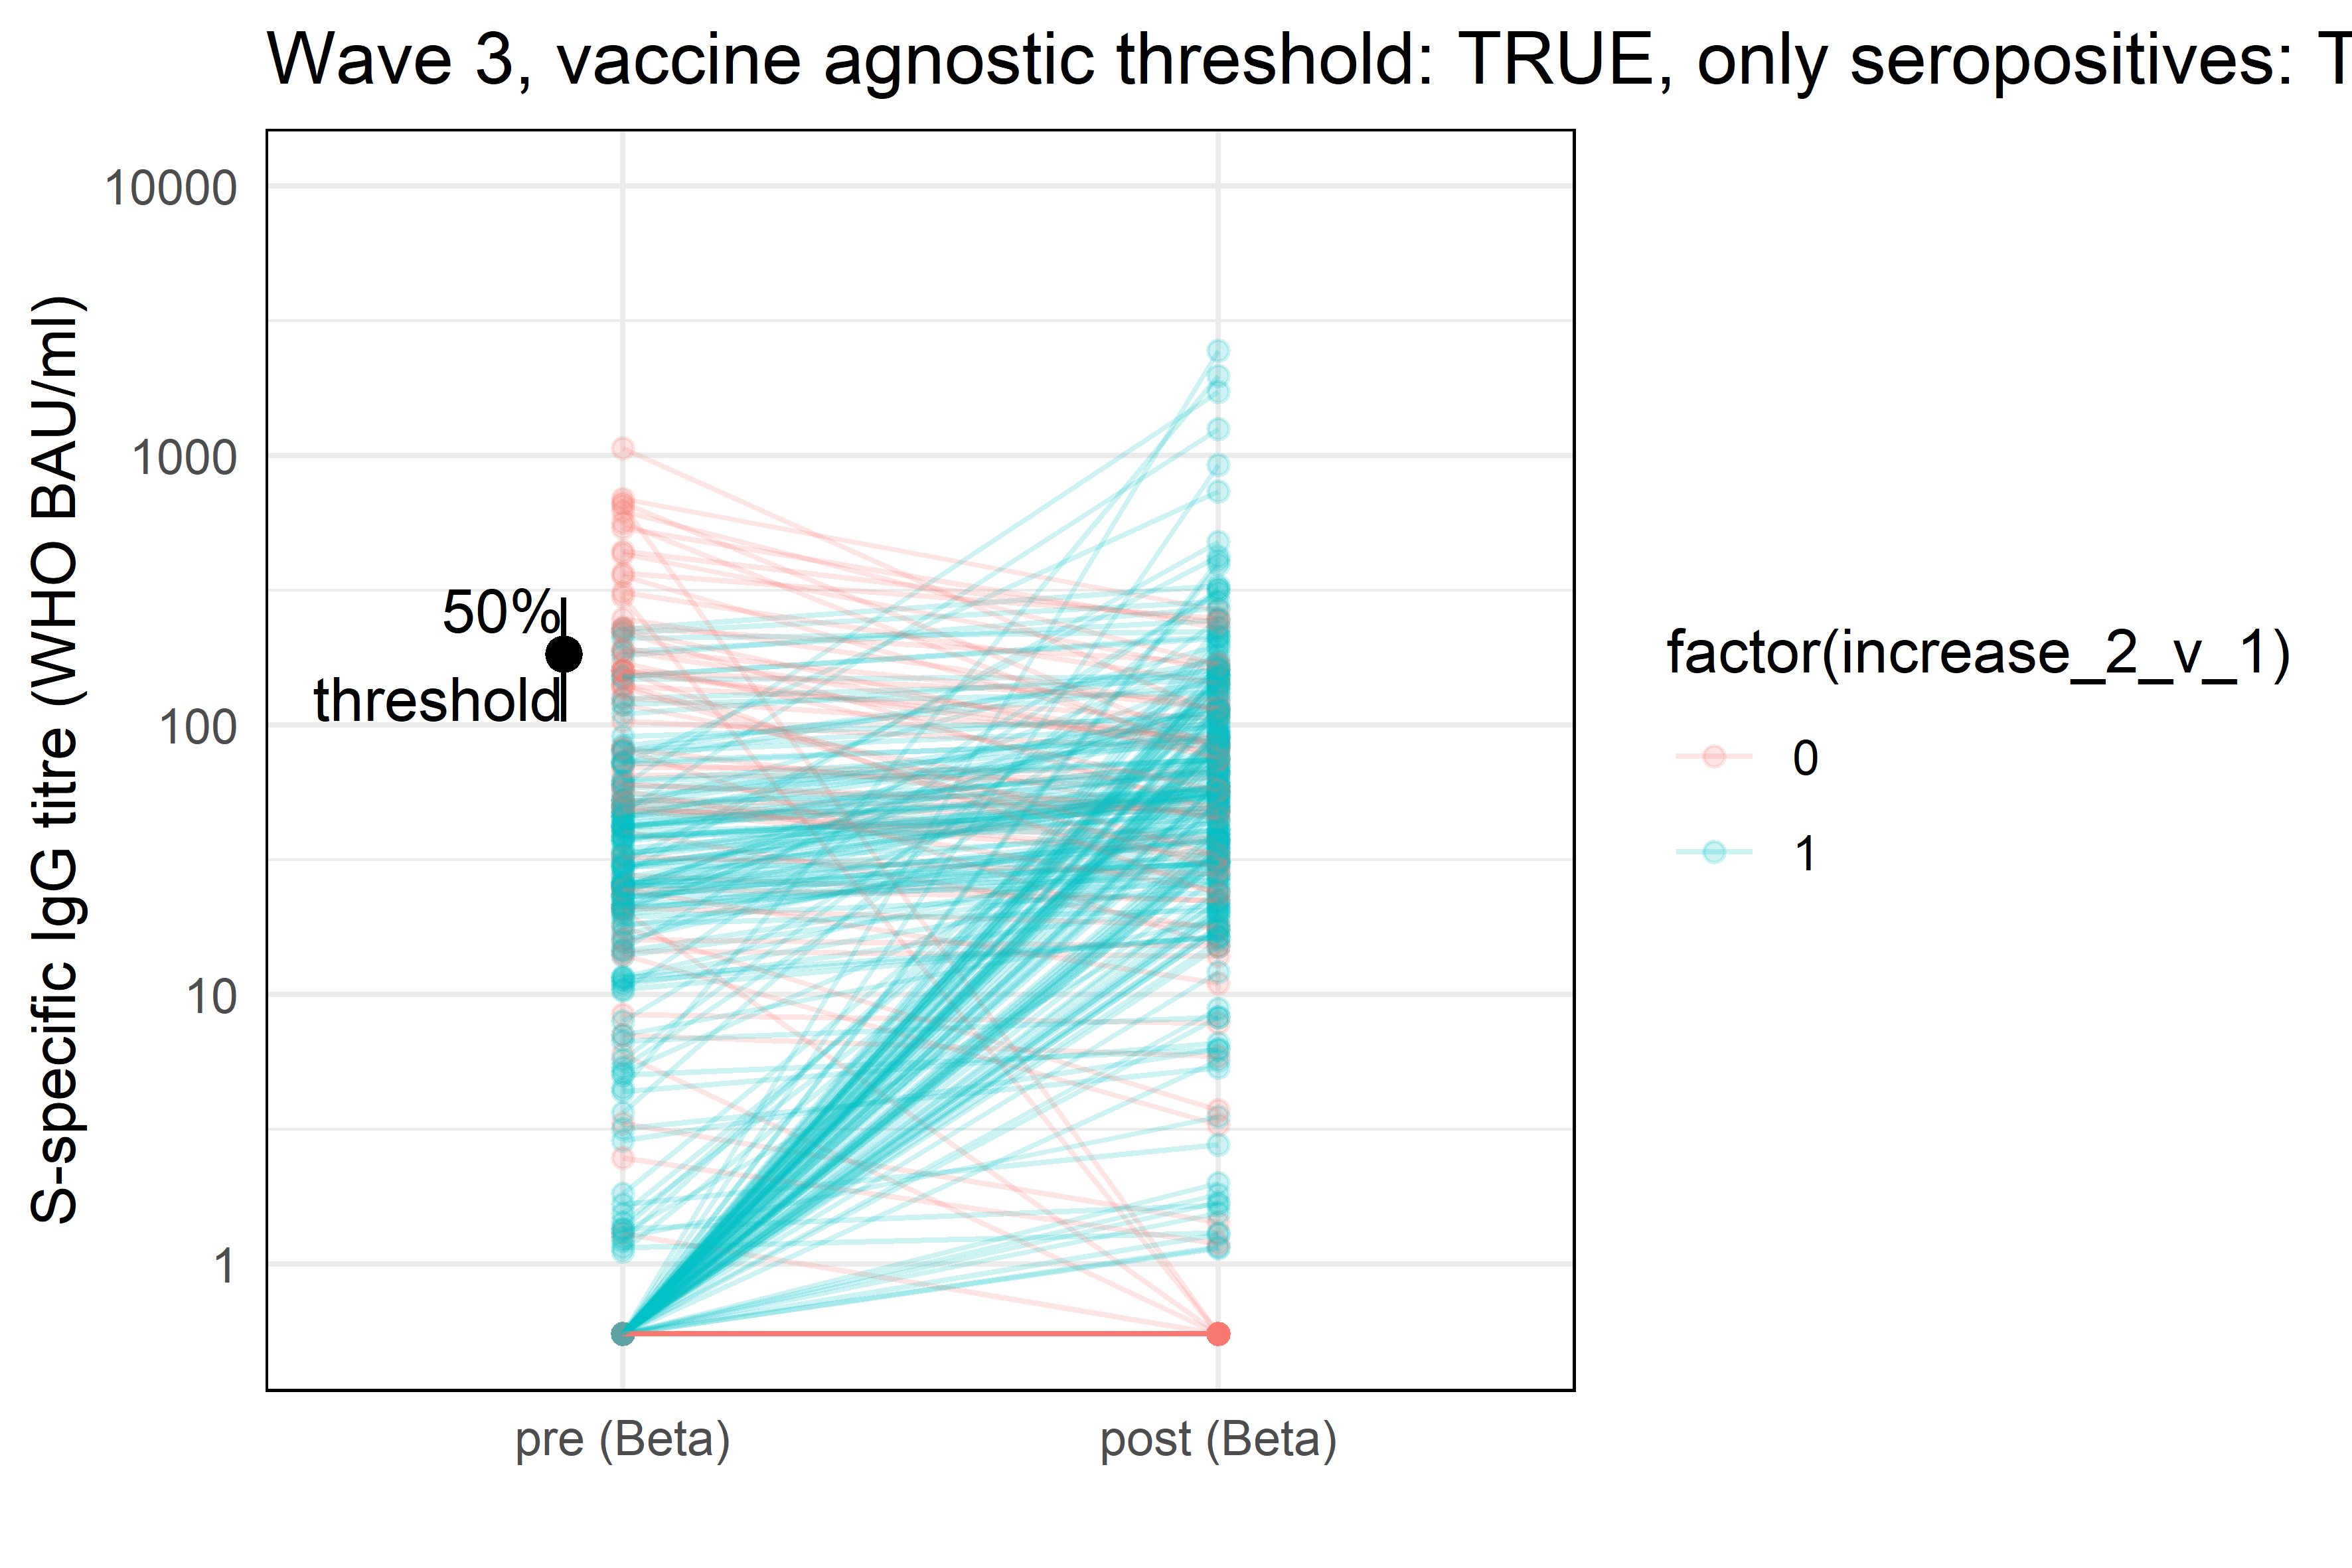 Wave 3, vaccine agnostic threshold: TRUE, only seropositives: T
S-specific IgG titre (WHO BAU/ml)
10000
1000
100
10
1
50%
threshold
pre (Beta)
post (Beta)
factor(increase_2_v_1)
0
1